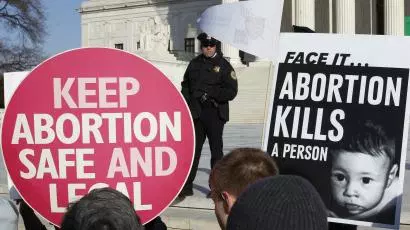 KEEP
ABORTION
SAFE AND
LEGAL
FACE IT...
ABORTION
KILLS
A PERSON